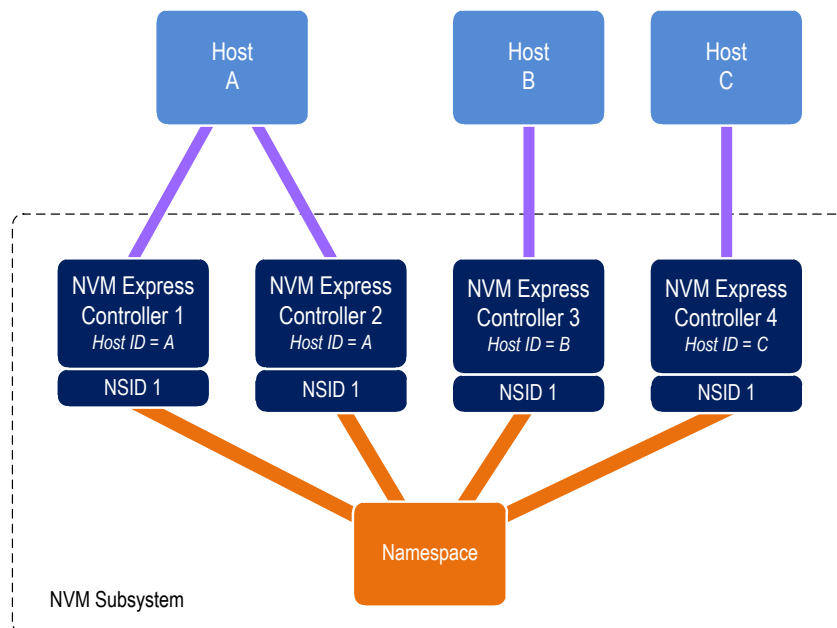 Host
A
Host
B
Host
C
NVM Express
Controller 1
Host ID = A
NVM Express
Controller 2
Host ID = A
NVM Express
Controller 3
Host ID = B
NVM Express
Controller 4
Host ID = C
NSID 1
NSID 1
NSID 1
NSID 1
Namespace
NVM Subsystem